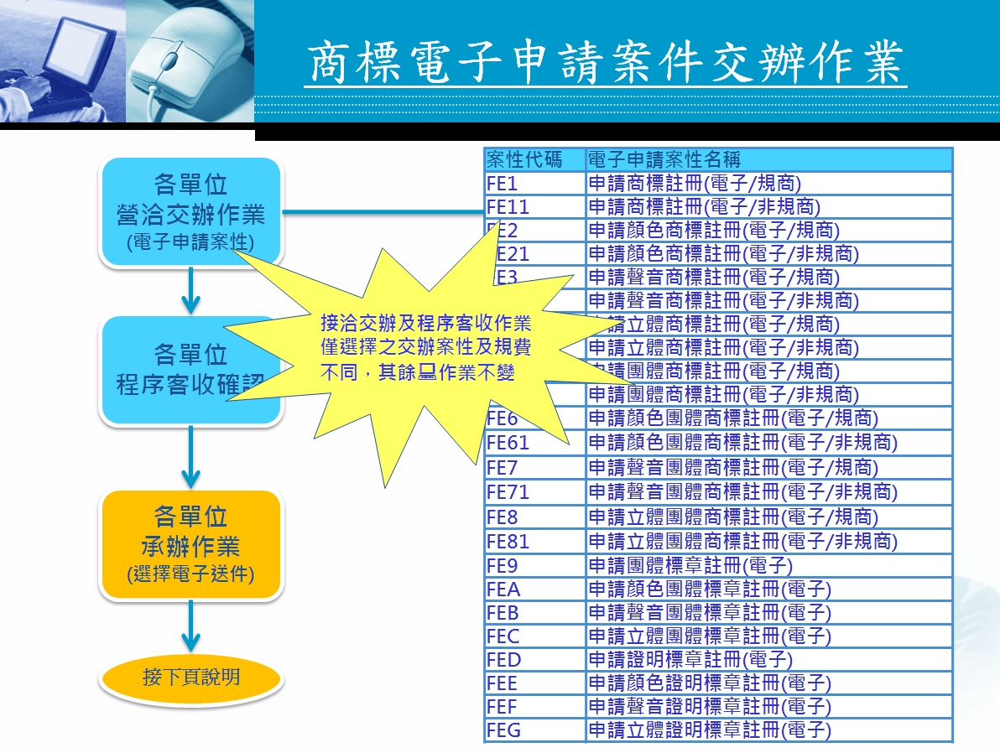 商標電子申請案件交辦作業
各單位
營洽交辦作業
(電子申請案性)
各單位
程序客收確認
各單位
承辦作業
(選擇電子送件)
接下頁說明
接洽交辦及程序客收作業
僅選擇之交辦案性及規費
不同，其餘作業不變
案性代碼 電子申請案性名稱
FE1 申請商標註冊(電子/規商)
FE11 申請商標註冊(電子/非規商)
FE2 申請顏色商標註冊(電子/規商)
FE21 申請顏色商標註冊(電子/非規商)
FE3 申請聲音商標註冊(電子/規商)
申請聲音商標註冊(電子/非規商)
申請立體商標註冊(電子/規商)
申請立體商標註冊(電子/非規商)
申請團體商標註冊(電子/規商)
申請團體商標註冊(電子/非規商)
FE6 申請顏色團體商標註冊(電子/規商)
FE61 申請顏色團體商標註冊(電子/非規商)
FE7 申請聲音團體商標註冊(電子/規商)
FE71 申請聲音團體商標註冊(電子/非規商)
FE8 申請立體團體商標註冊(電子/規商)
FE81 申請立體團體商標註冊(電子/非規商)
FE9 申請團體標章註冊(電子)
FEA 申請顏色團體標章註冊(電子)
FEB 申請聲音團體標章註冊(電子)
FEC 申請立體團體標章註冊(電子)
FED 申請證明標章註冊(電子)
FEE 申請顏色證明標章註冊(電子)
FEF 申請聲音證明標章註冊(電子)
FEG 申請立體證明標章註冊(電子)